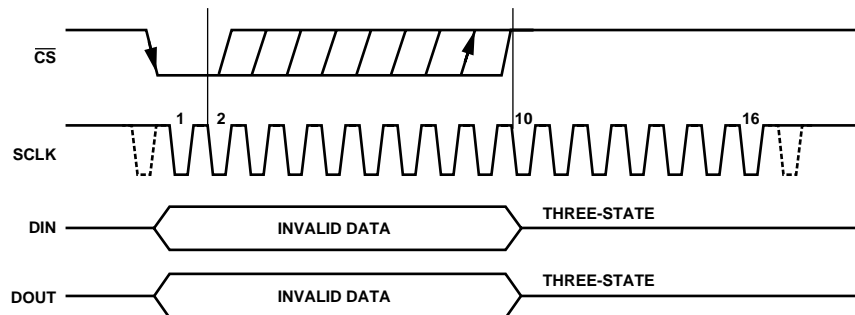 CS
1 2 10 16
SCLK
THREE-STATE
DIN INVALID DATA
THREE-STATE
DOUT INVALID DATA